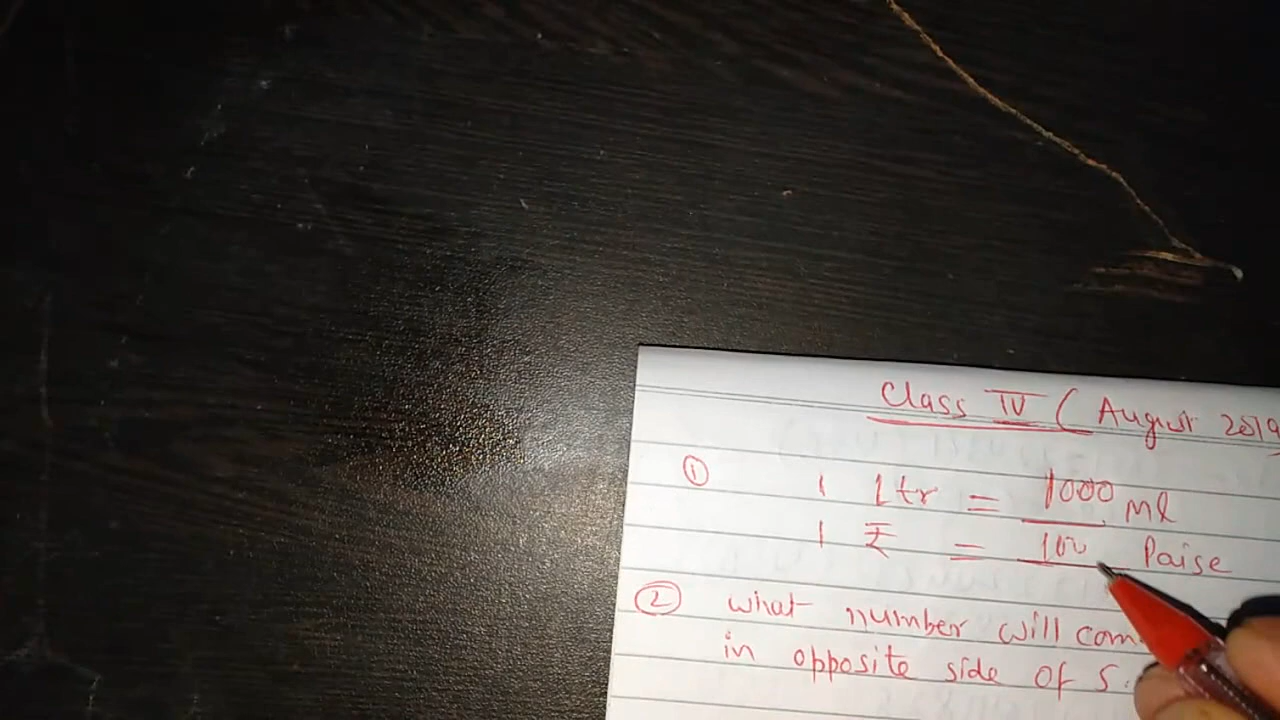 Class IV ( August 2019
① 1 Ltr = 1000 Ml
1 ₹ = 100 Paise
② what number will com
in opposite side of 5.